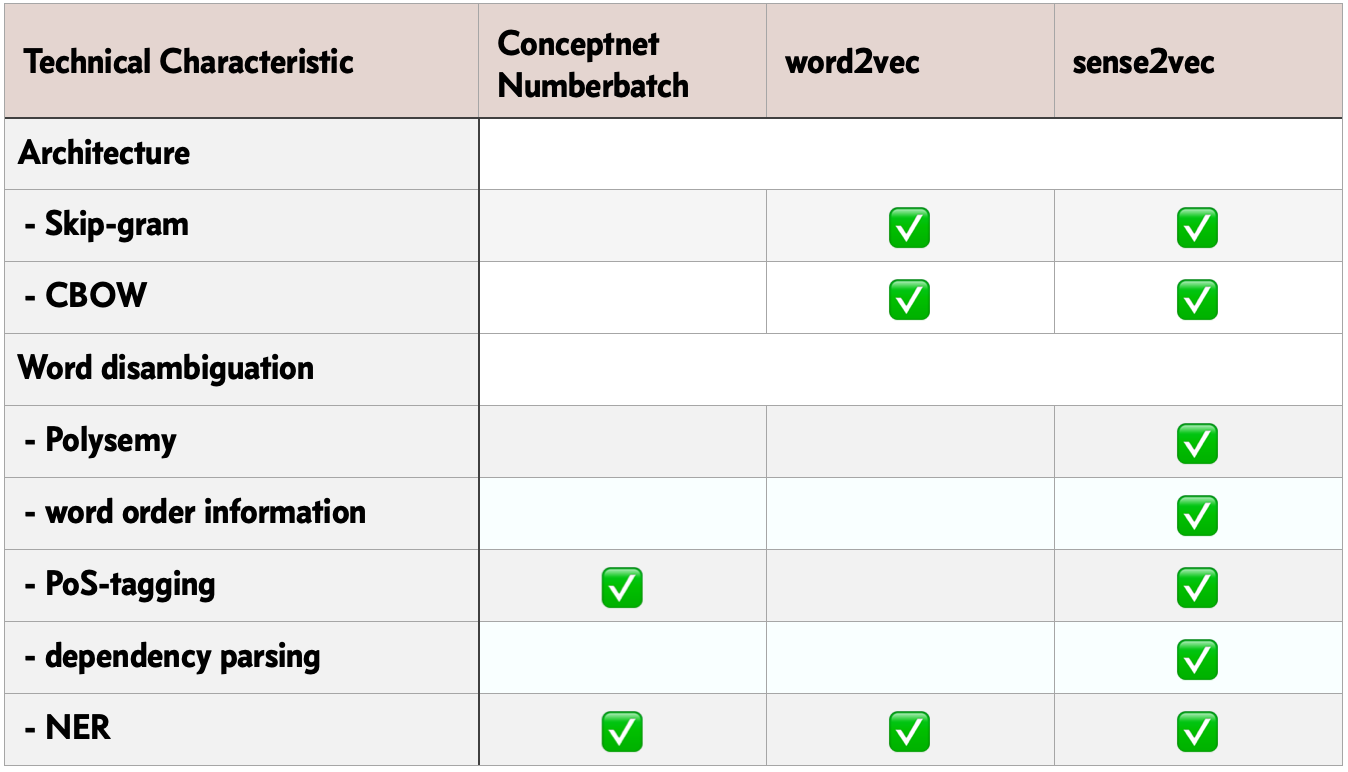 Technical Characteristic
Conceptnet
Numberbatch
word2vec
sense2vec
Architecture
- Skip-gram
- CBOW
Word disambiguation
- Polysemy
- word order information
- PoS-tagging
- dependency parsing
- NER